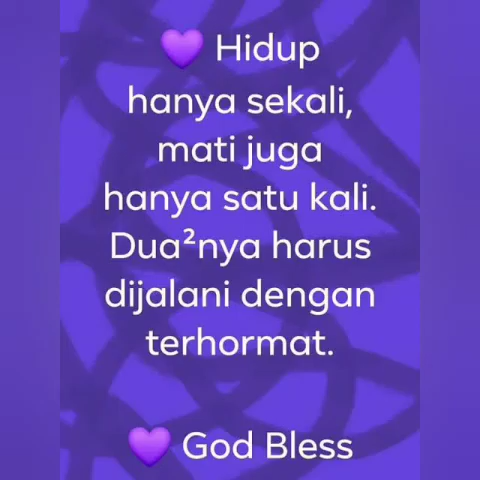 💜 Hidup
hanya sekali,
mati juga
hanya satu kali.
Dua²nya harus
dijalani dengan
terhormat.
💜 God Bless